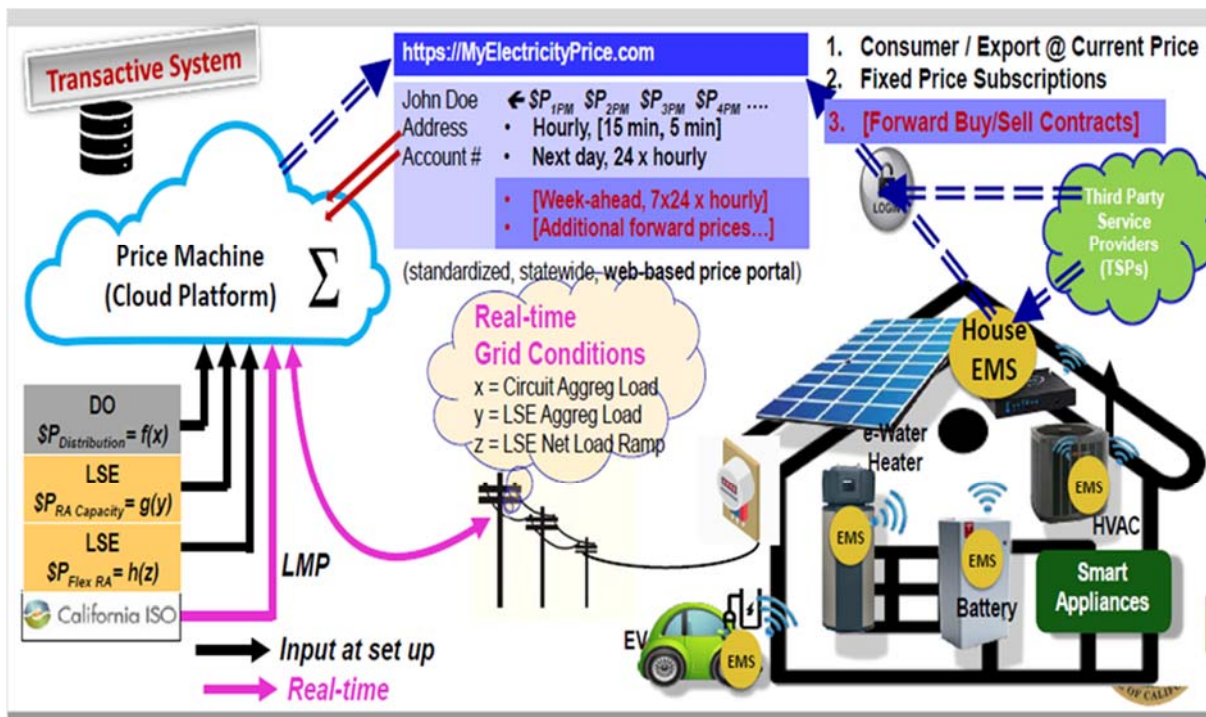 Transactive System
https://MyElectricityPrice.com
John Doe
Address
Account #
← $P1PM $P2PM $P3PM $P4PM ....
• Hourly, [15 min, 5 min]
• Next day, 24 x hourly
• [Week-ahead, 7x24 x hourly]
• [Additional forward prices...]
(standardized, statewide, web-based price portal)
1. Consumer / Export @ Current Price
2. Fixed Price Subscriptions
3. [Forward Buy/Sell Contracts]
LOGIN
Third Party
Service
Providers
(TSPs)
Price Machine
(Cloud Platform)
Σ
Real-time
Grid Conditions
x = Circuit Aggreg Load
y = LSE Aggreg Load
z = LSE Net Load Ramp
House
EMS
DO
$PDistribution = f(x)
LSE
$PRA Capacity = g(y)
LSE
$PFlex RA = h(z)
California ISO
LMP
Input at set up
Real-time
e-Water
Heater
EMS
EMS
HVAC
EMS
Battery
Smart
Appliances
EV
EMS
OF CALIF